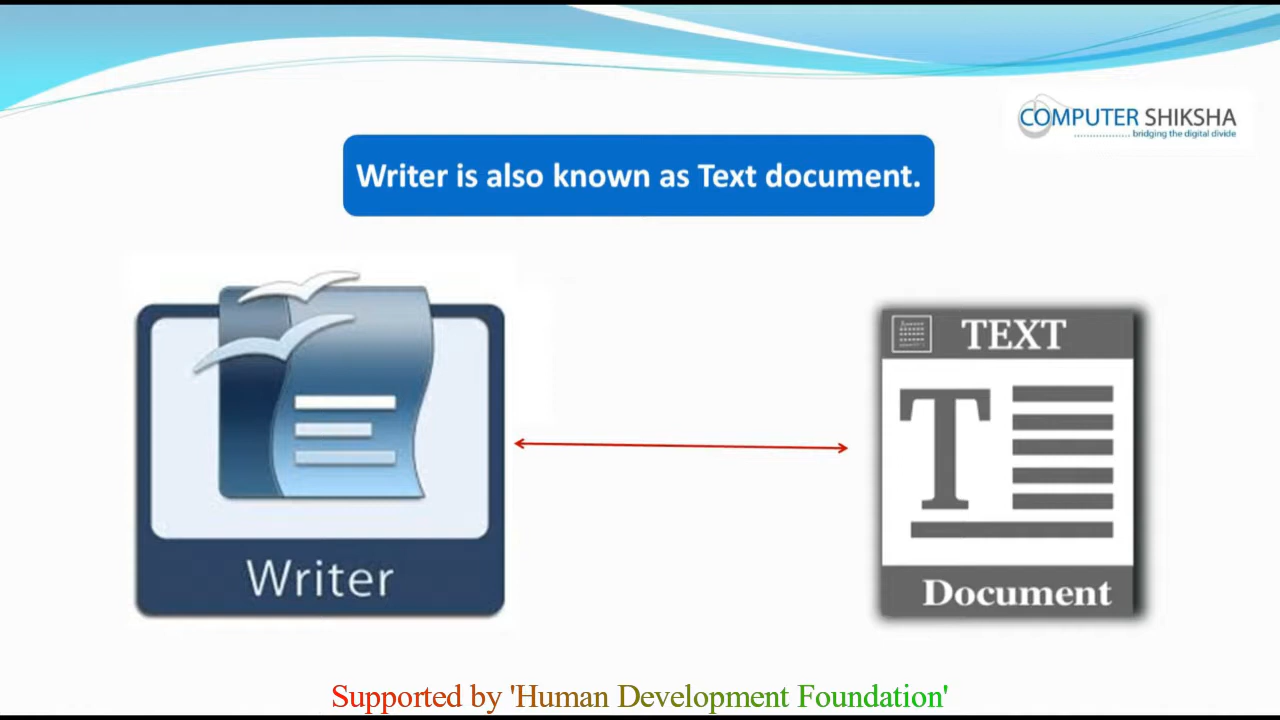 COMPUTER SHIKSHA
bridging the digital divide
Writer is also known as Text document.
Writer
TEXT
T
Document
Supported by 'Human Development Foundation'